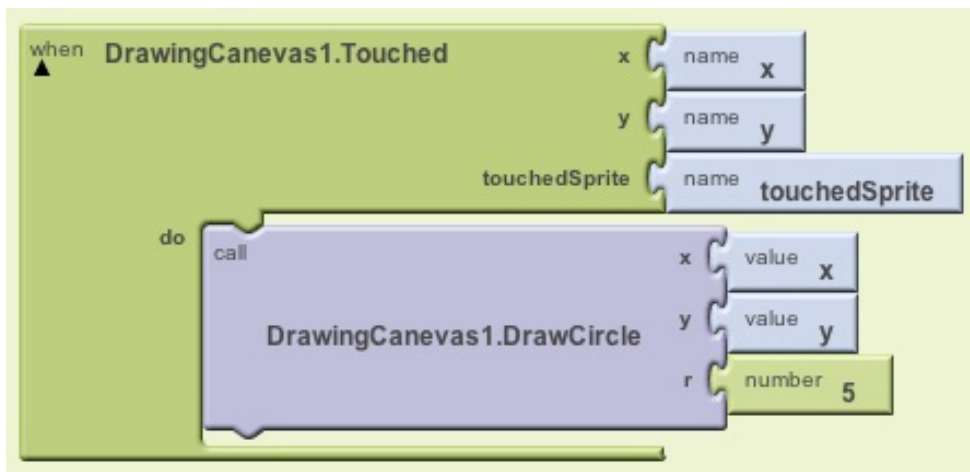 when DrawingCanevas1.Touched x name x
y name y
touchedSprite name touchedSprite
do call x value x
DrawingCanevas1.DrawCircle y value y
r number 5